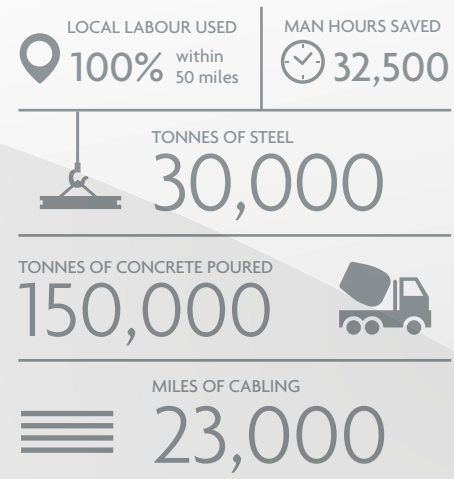 LOCAL LABOUR USED
100% within
50 miles
MAN HOURS SAVED
32,500
TONNES OF STEEL
30,000
TONNES OF CONCRETE POURED
150,000
MILES OF CABLING
23,000